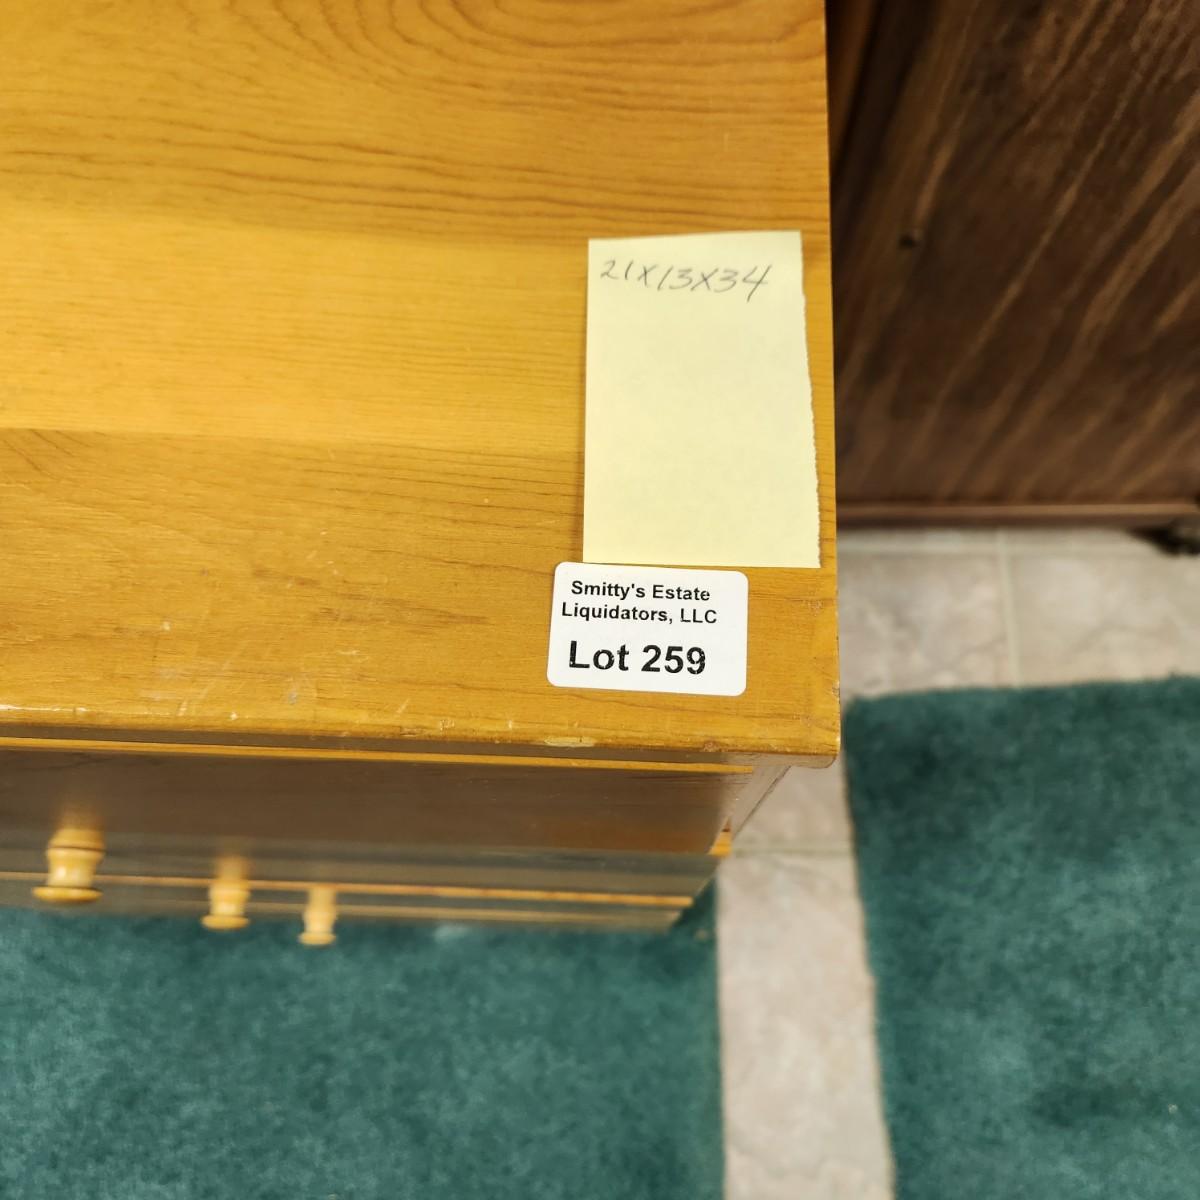 21X13X34
Smitty's Estate
Liquidators, LLC
Lot 259